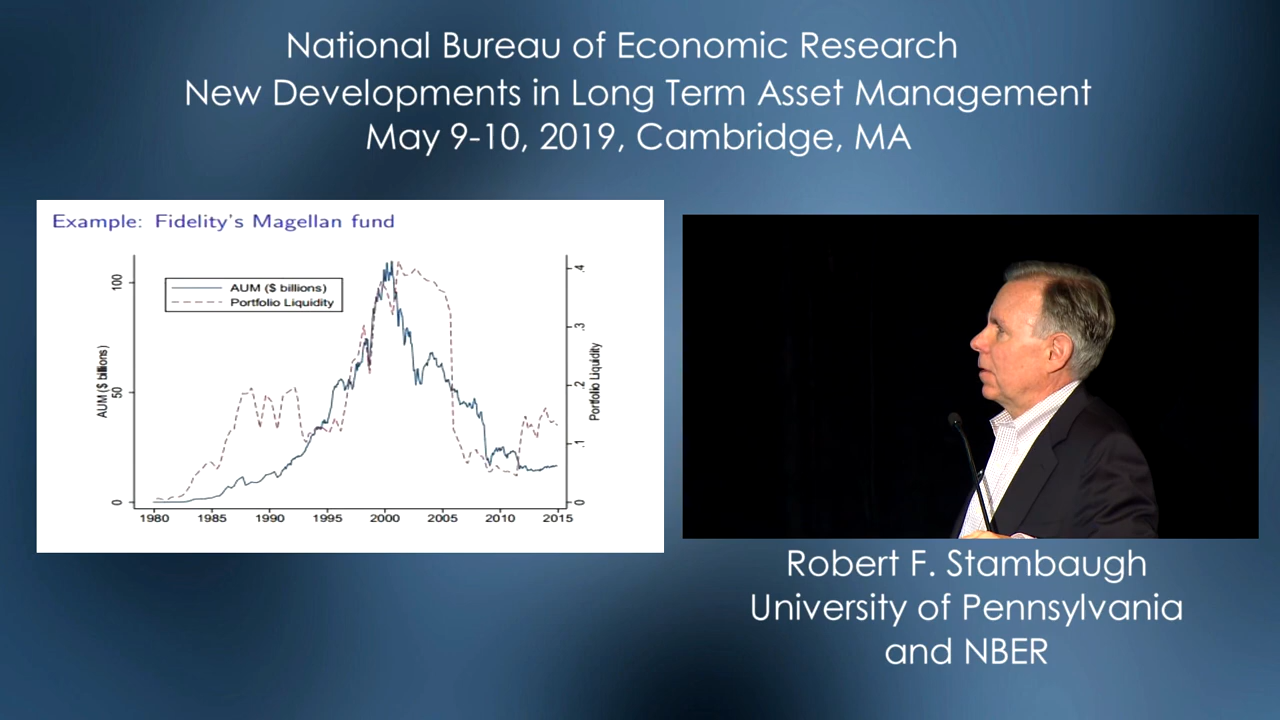 National Bureau of Economic Research
New Developments in Long Term Asset Management
May 9-10, 2019, Cambridge, MA
Example: Fidelity's Magellan fund
AUM ($ billions)
Portfolio Liquidity
AUM ($ billions)
0
50
100
Portfolio Liquidity
0
.1
.2
.3
.4
1980 1985 1990 1995 2000 2005 2010 2015
Robert F. Stambaugh
University of Pennsylvania
and NBER